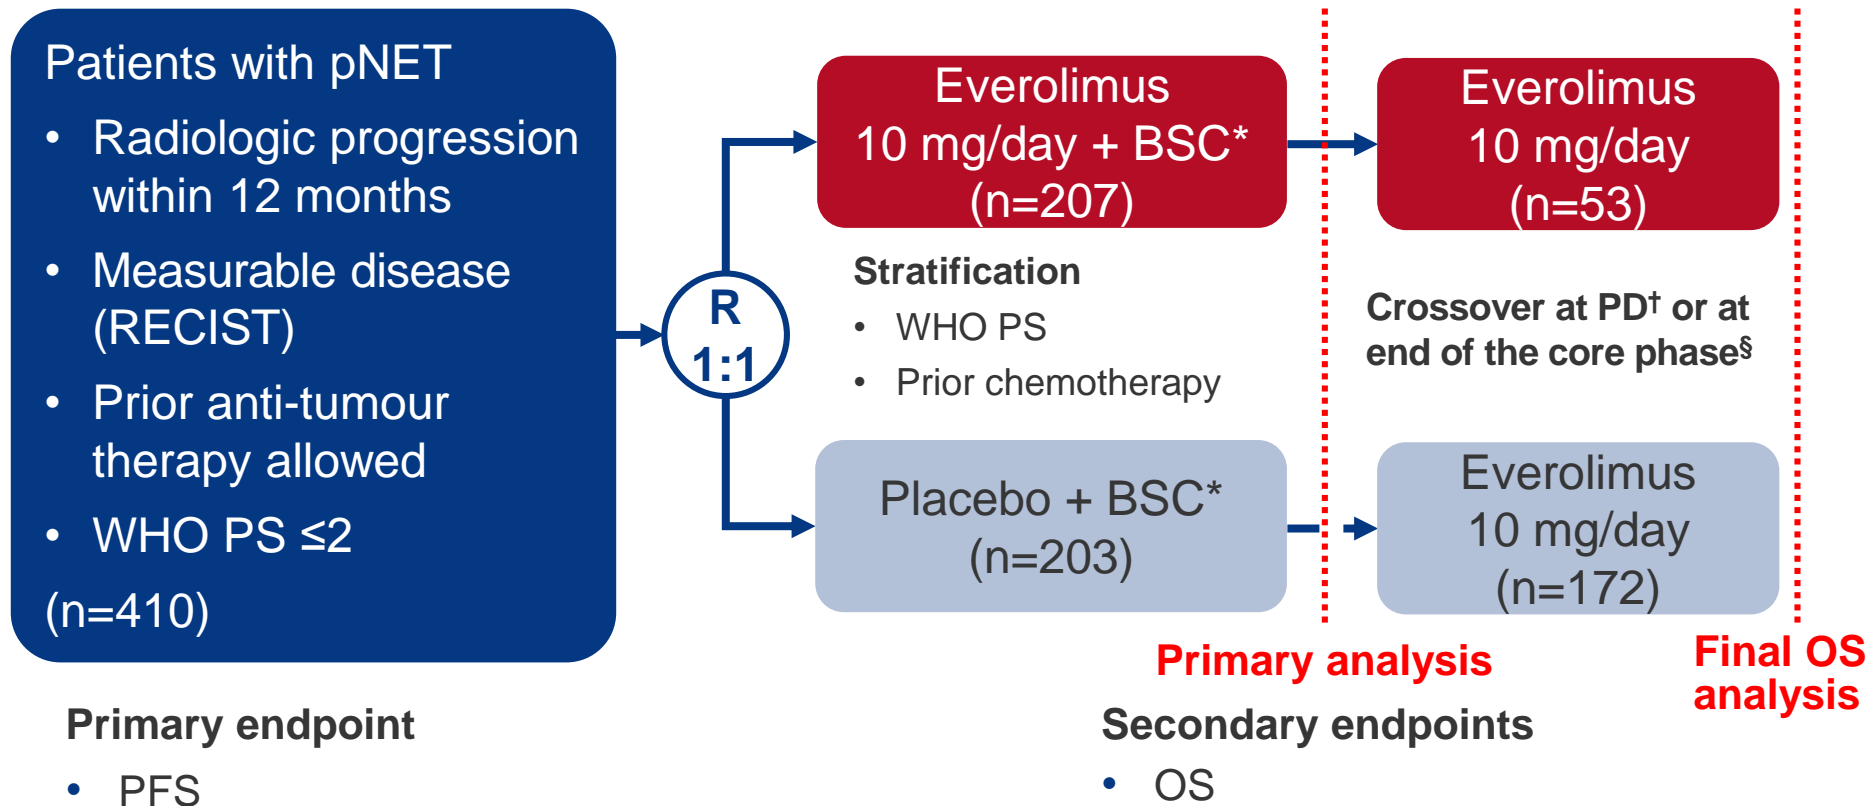 Patients with pNET
• Radiologic progression
within 12 months
• Measurable disease
(RECIST)
• Prior anti-tumour
therapy allowed
• WHO PS ≤2
(n=410)
R
1:1
Everolimus
10 mg/day + BSC*
(n=207)
Everolimus
10 mg/day
(n=53)
Stratification
• WHO PS
• Prior chemotherapy
Crossover at PD† or at
end of the core phase§
Placebo + BSC*
(n=203)
Everolimus
10 mg/day
(n=172)
Primary analysis
Final OS
analysis
Primary endpoint
• PFS
Secondary endpoints
• OS